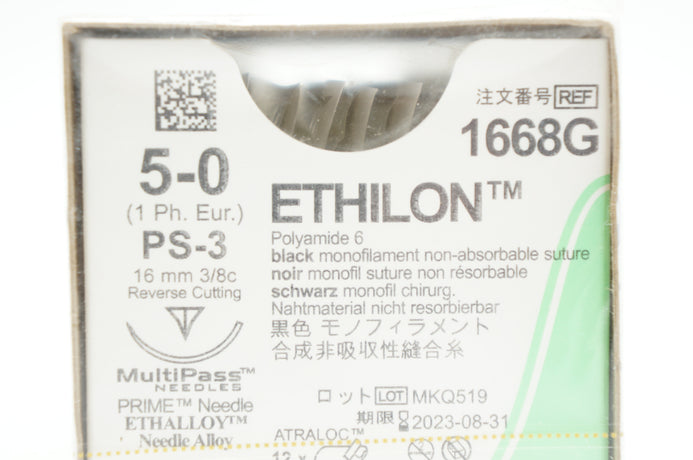 注文番号 REF
1668G
5-0
(1 Ph. Eur.)
PS-3
16 mm 3/8c
Reverse Cutting
MultiPass™
NEEDLES
PRIME™ Needle
ETHALLOY™
Needle Alloy
ETHILON™
Polyamide 6
black monofilament non-absorbable suture
noir monofil suture non résorbable
schwarz monofil chirurg.
Nahtmaterial nicht resorbierbar
黒色 モノフィラメント
合成非吸収性縫合糸
ロット LOT MKQ519
期限 2023-08-31
ATRALOC™
12 x